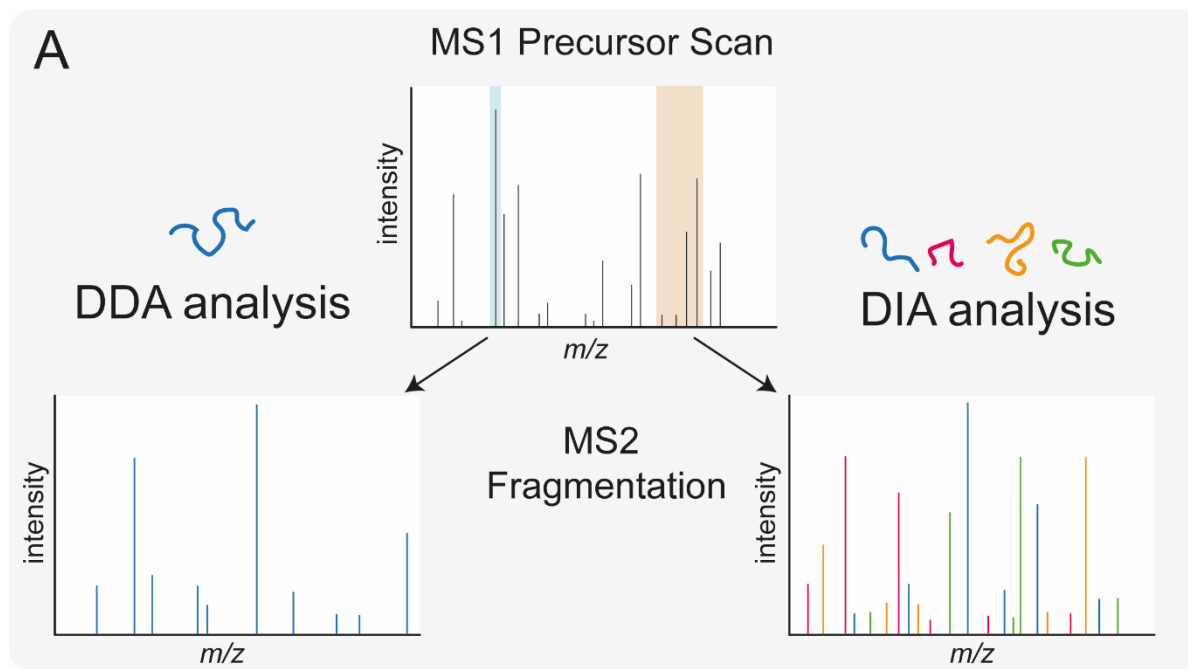 A
MS1 Precursor Scan
intensity
m/z
DDA analysis
DIA analysis
MS2
Fragmentation
intensity
m/z
intensity
m/z